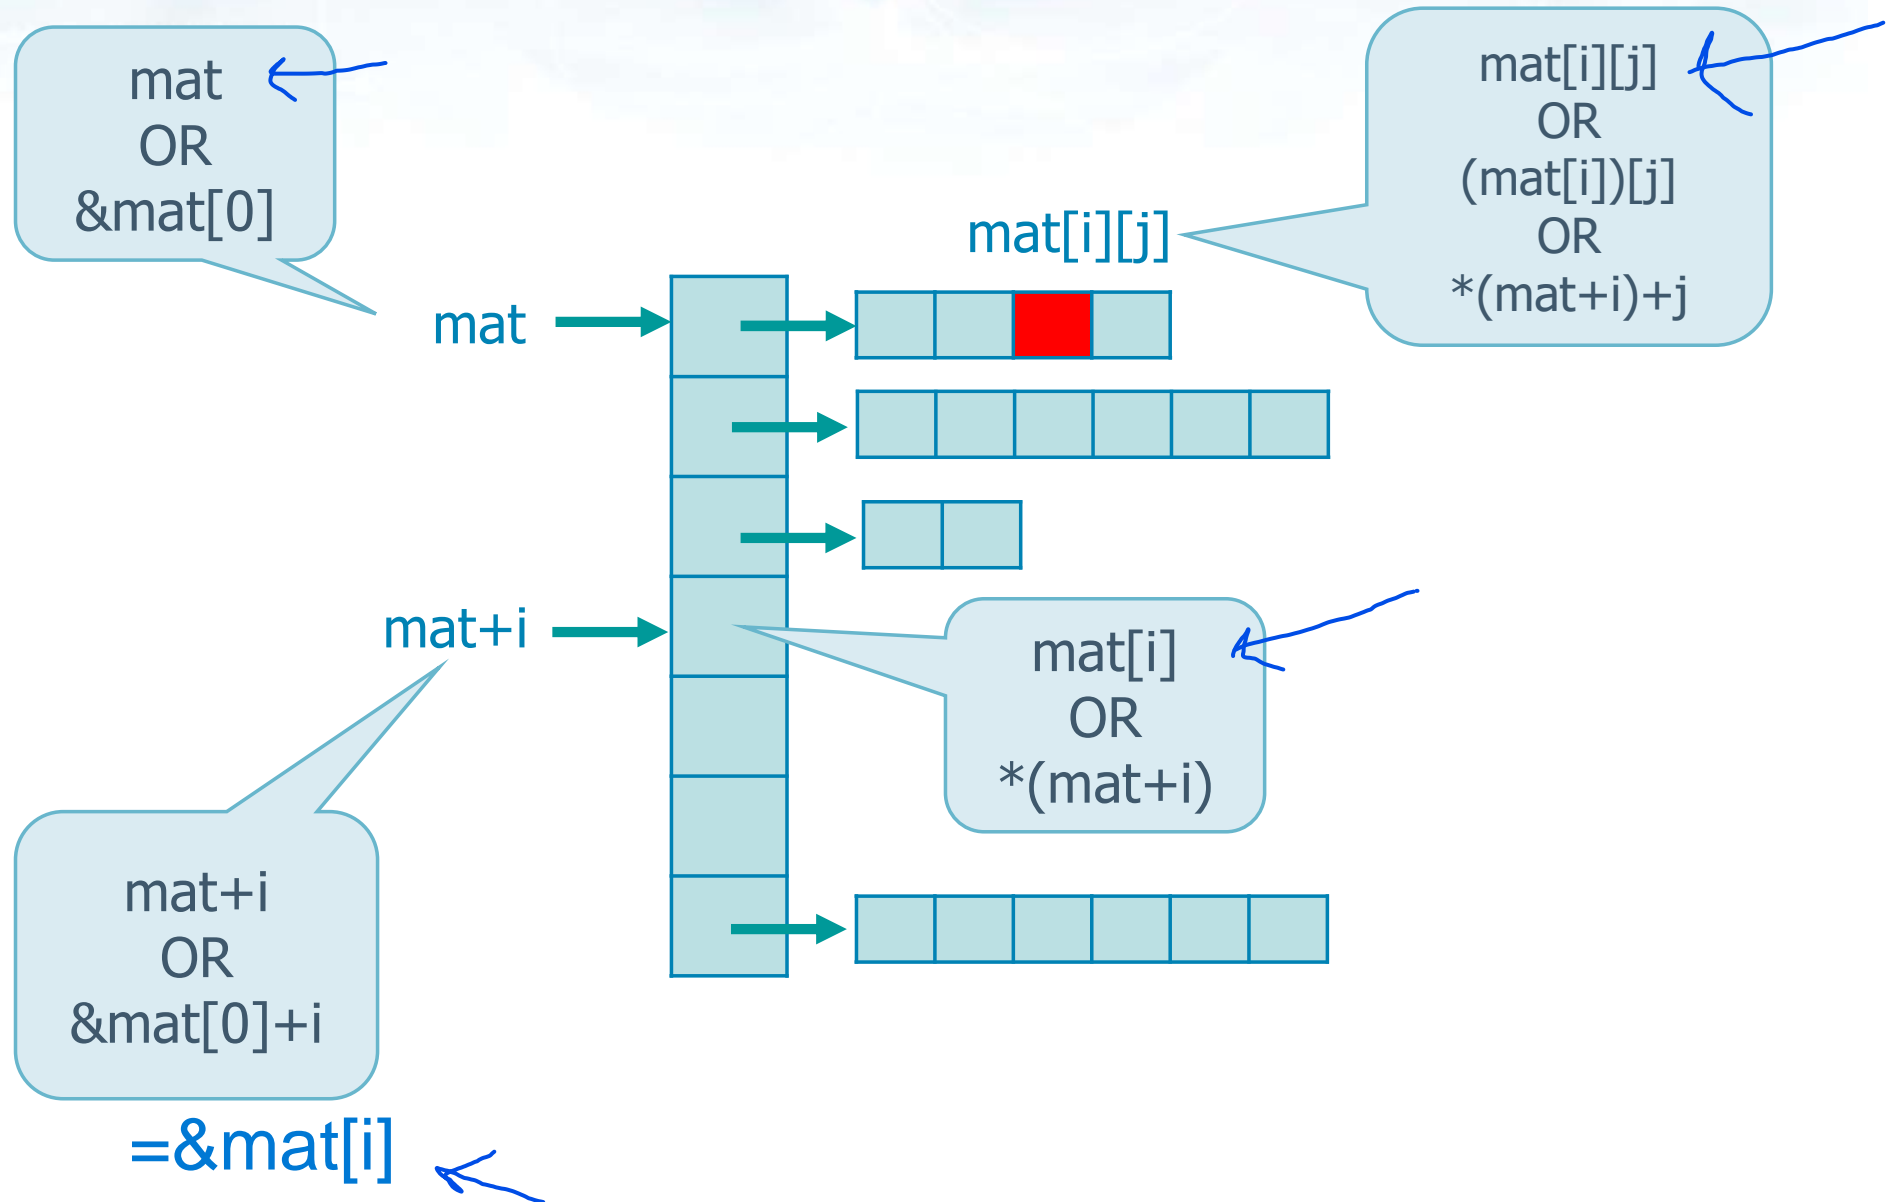 mat
OR
&mat[0]
mat[i][j]
OR
(mat[i])[j]
OR
*(mat+i)+j
mat[i][j]
mat
mat+i
mat[i]
OR
*(mat+i)
mat+i
OR
&mat[0]+i
=&mat[i]